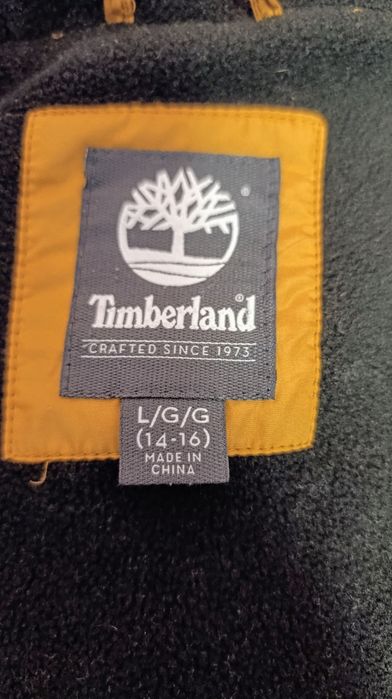 ®
Timberland®
CRAFTED SINCE 1973
L/G/G
(14-16)
MADE IN
CHINA